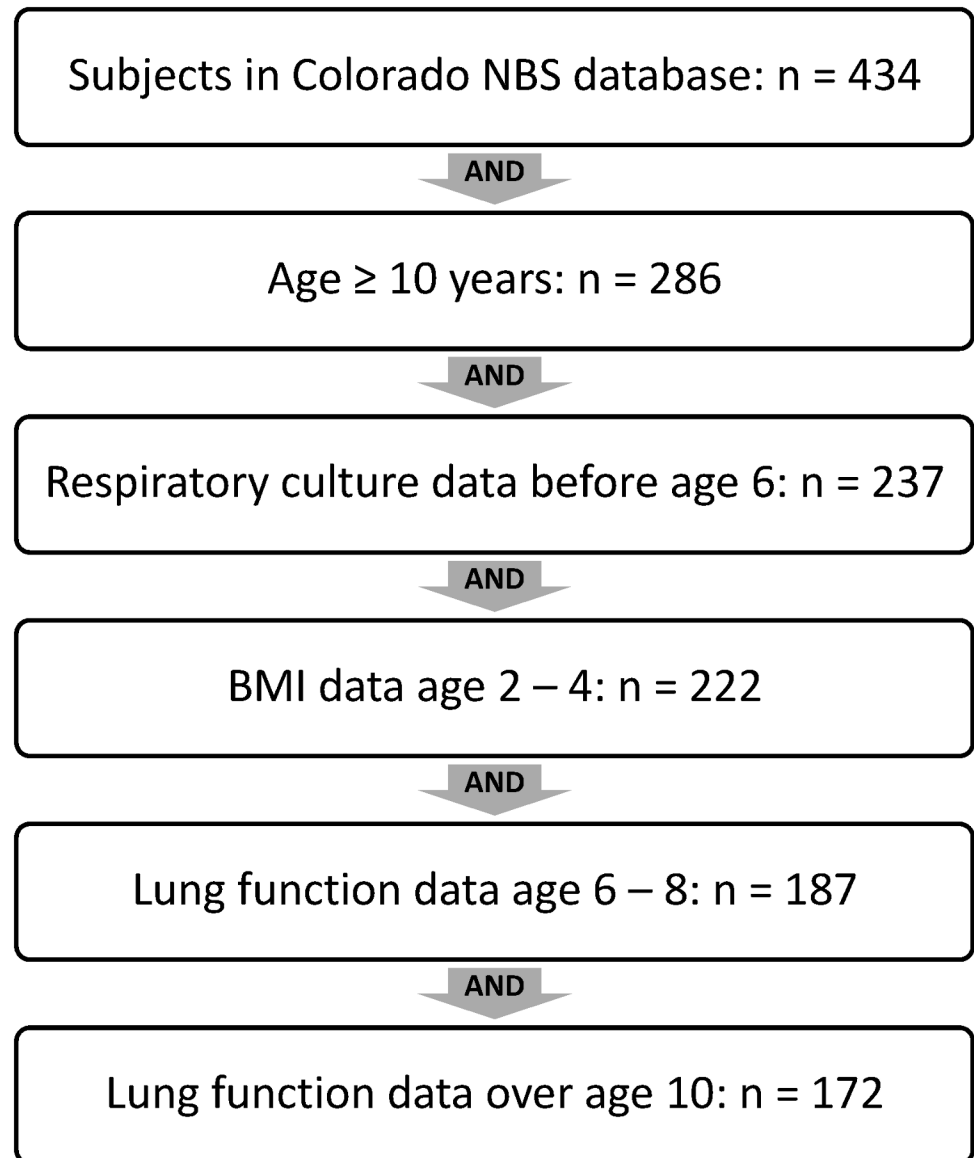 Subjects in Colorado NBS database: n = 434
AND
Age ≥ 10 years: n = 286
AND
Respiratory culture data before age 6: n = 237
AND
BMI data age 2 – 4: n = 222
AND
Lung function data age 6 – 8: n = 187
AND
Lung function data over age 10: n = 172